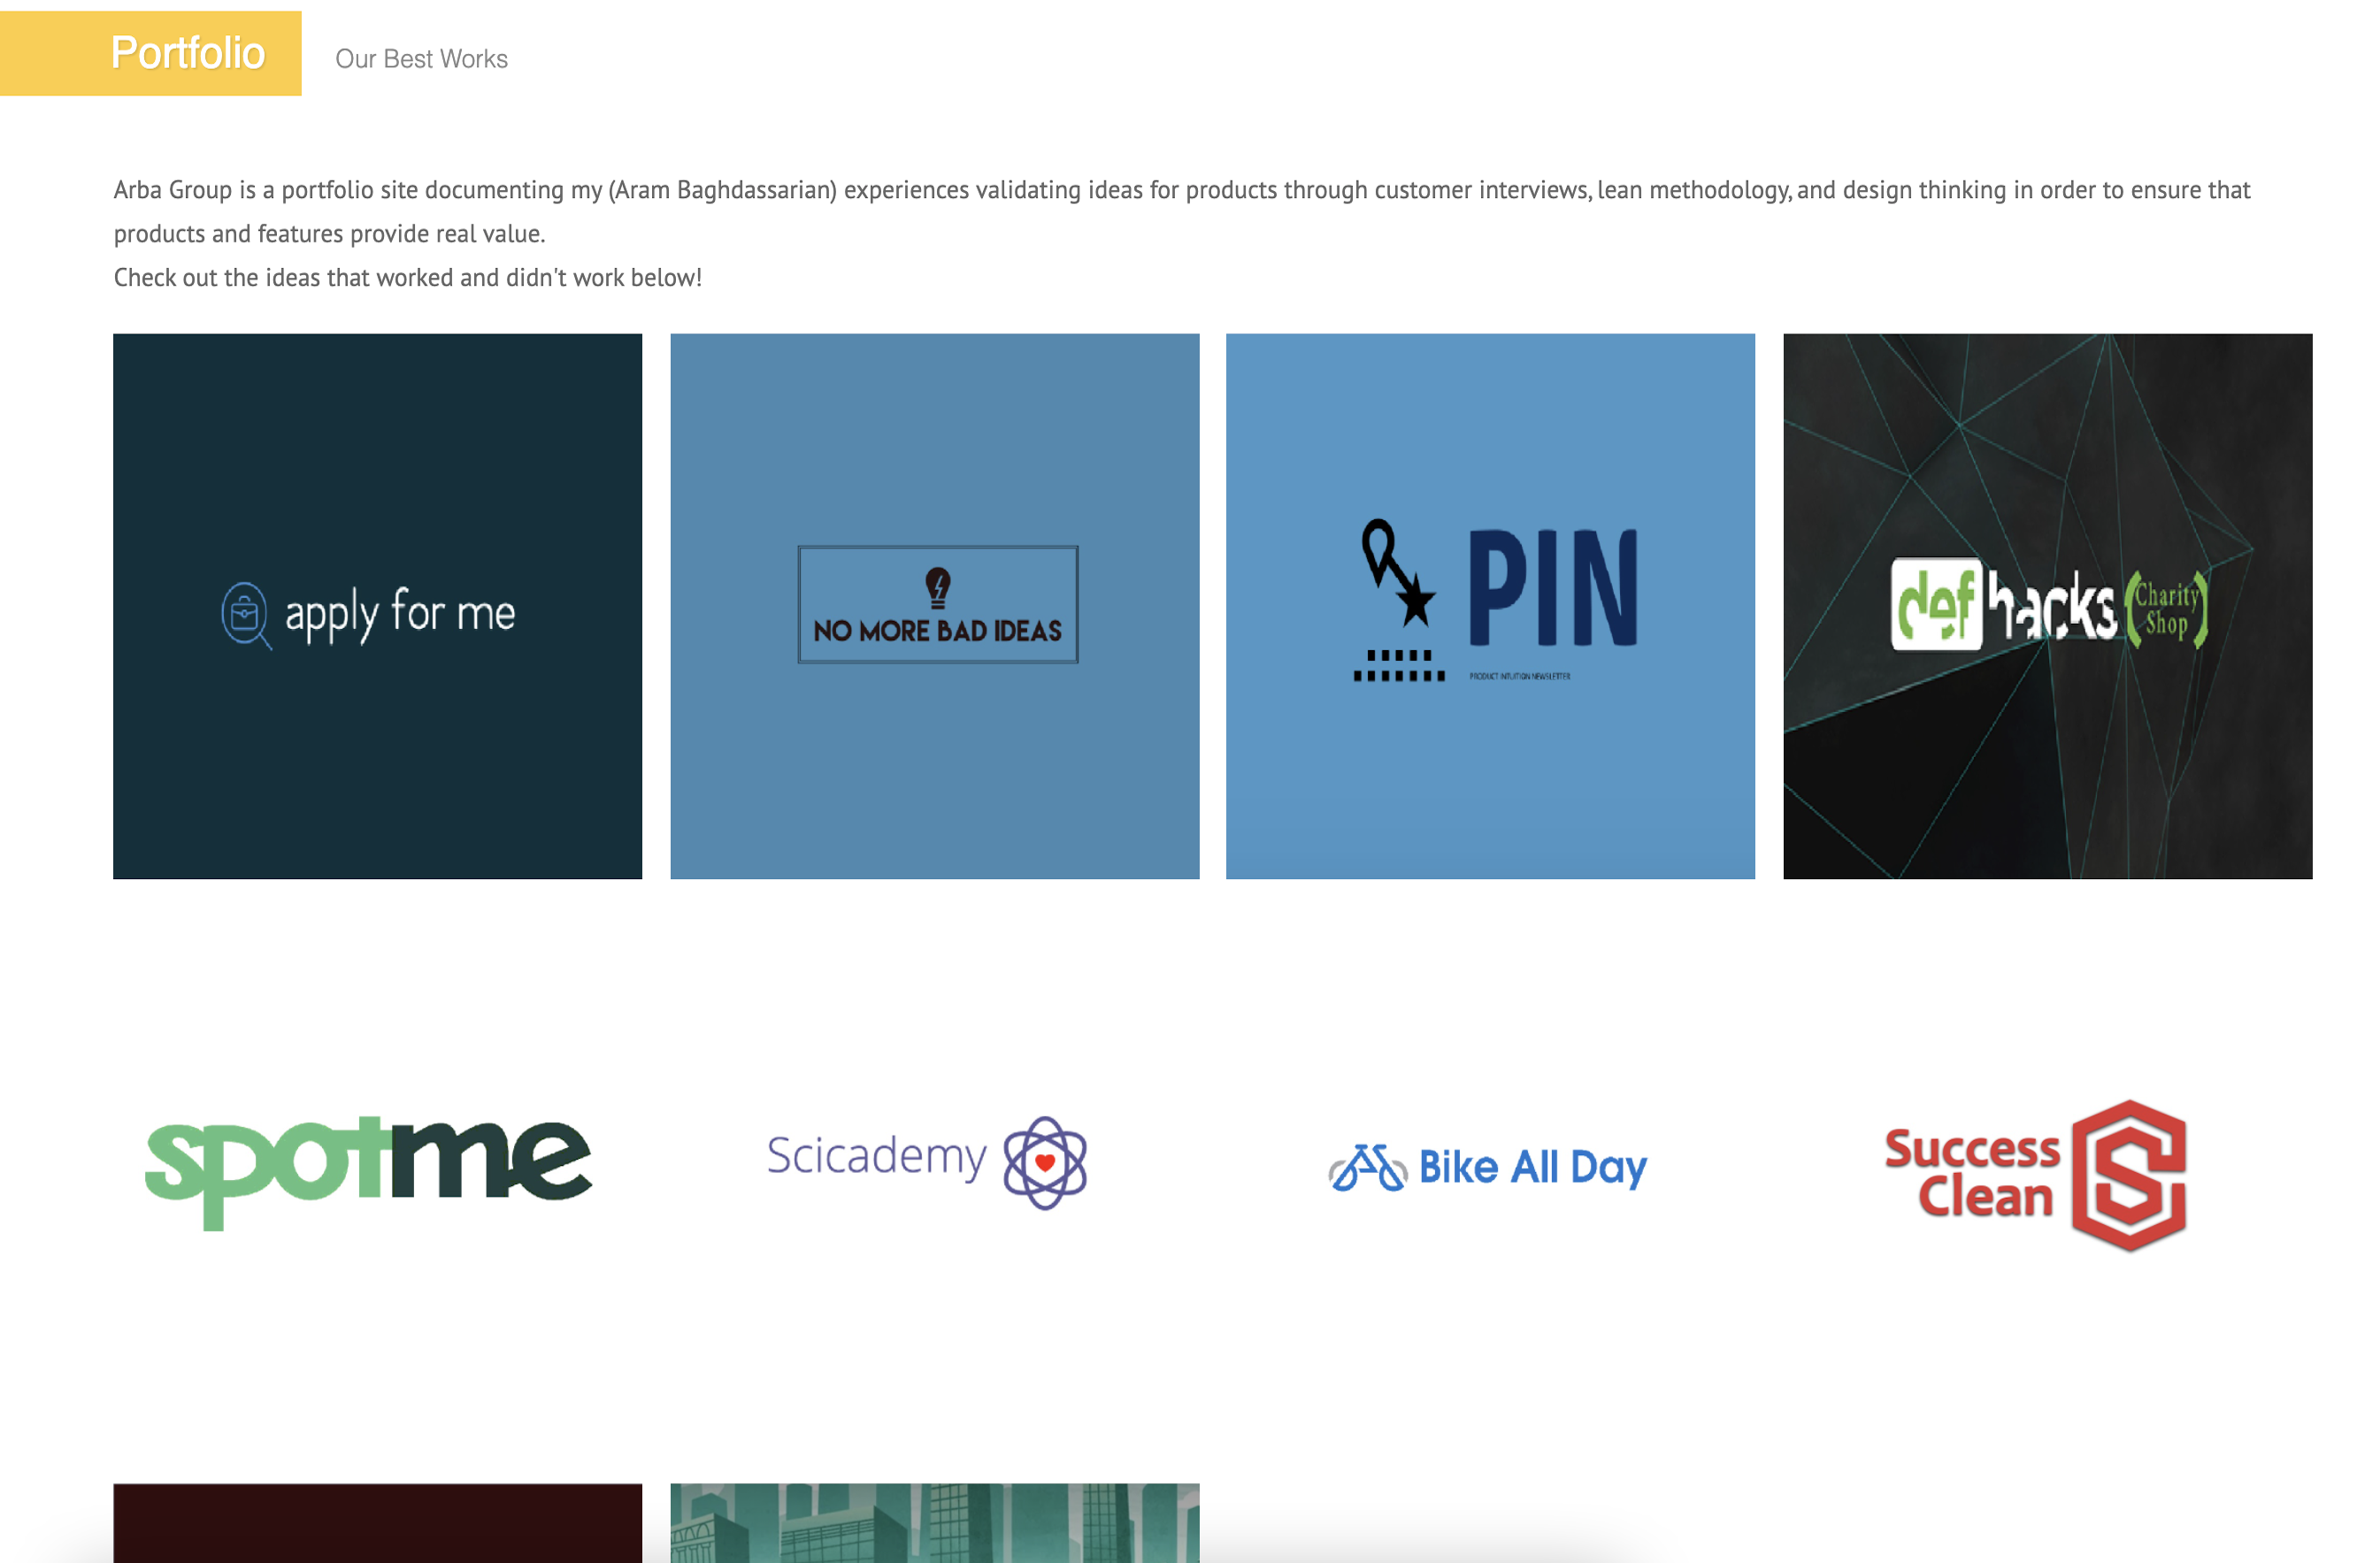 Portfolio
Our Best Works
Arba Group is a portfolio site documenting my (Aram Baghdassarian) experiences validating ideas for products through customer interviews, lean methodology, and design thinking in order to ensure that
products and features provide real value.
Check out the ideas that worked and didn't work below!
apply for me
NO MORE BAD IDEAS
PIN
PRODUCT INTUITION NEWSLETTER
def hacks (Charity
Shop)
spotme
Scicademy
Bike All Day
Success
Clean